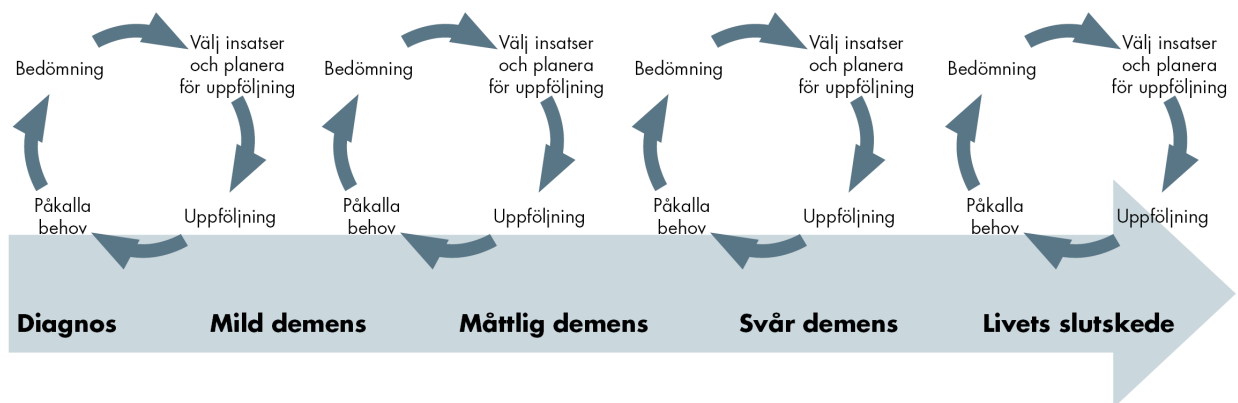 Bedömning
Välj insatser
och planera
för uppföljning
Uppföljning
Påkalla
behov
Bedömning
Välj insatser
och planera
för uppföljning
Uppföljning
Påkalla
behov
Bedömning
Välj insatser
och planera
för uppföljning
Uppföljning
Påkalla
behov
Bedömning
Välj insatser
och planera
för uppföljning
Uppföljning
Påkalla
behov
Diagnos
Mild demens
Måttlig demens
Svår demens
Livets slutskede